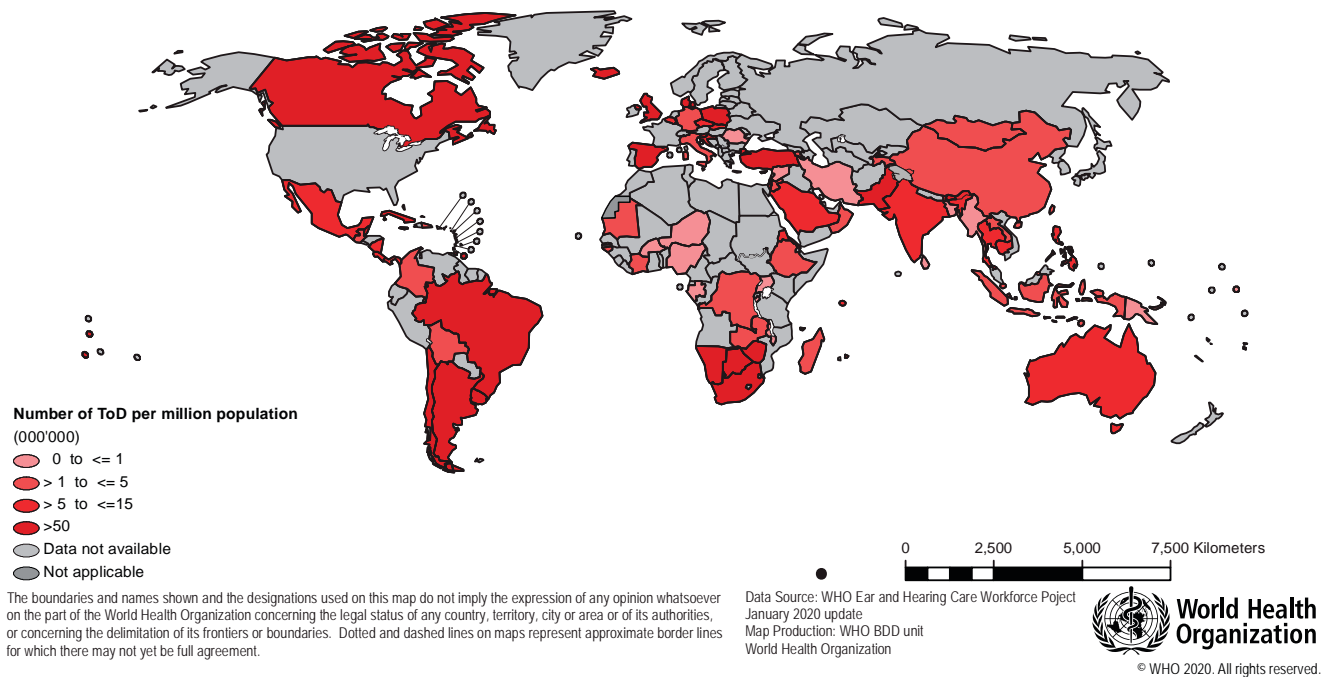 Number of ToD per million population
(000'000)
0 to <= 1
> 1 to <= 5
> 5 to <=15
>50
Data not available
Not applicable
The boundaries and names shown and the designations used on this map do not imply the expression of any opinion whatsoever
on the part of the World Health Organization concerning the legal status of any country, territory, city or area or of its authorities,
or concerning the delimitation of its frontiers or boundaries. Dotted and dashed lines on maps represent approximate border lines
for which there may not yet be full agreement.
0 2,500 5,000 7,500 Kilometers
Data Source: WHO Ear and Hearing Care Workforce Poject
January 2020 update
Map Production: WHO BDD unit
World Health Organization
World Health
Organization
© WHO 2020. All rights reserved.